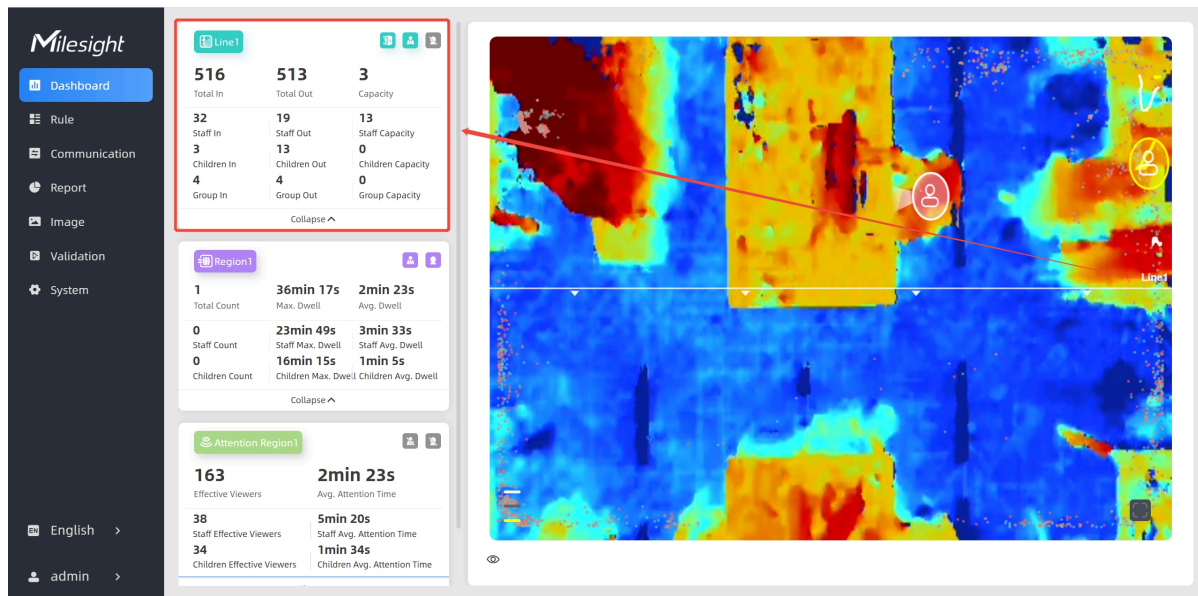 Milesight
Dashboard
Rule
Communication
Report
Image
Validation
System
EN English >
admin >
Line1
516 513 3
Total In Total Out Capacity
32 19 13
Staff In Staff Out Staff Capacity
3 13 0
Children In Children Out Children Capacity
4 4 0
Group In Group Out Group Capacity
Collapse
Region1
1 36min 17s 2min 23s
Total Count Max. Dwell Avg. Dwell
0 23min 49s 3min 33s
Staff Count Staff Max. Dwell Staff Avg. Dwell
0 16min 15s 1min 5s
Children Count Children Max. Dwell Children Avg. Dwell
Collapse
Attention Region1
163 2min 23s
Effective Viewers Avg. Attention Time
38 5min 20s
Staff Effective Viewers Staff Avg. Attention Time
34 1min 34s
Children Effective Viewers Children Avg. Attention Time
Line1